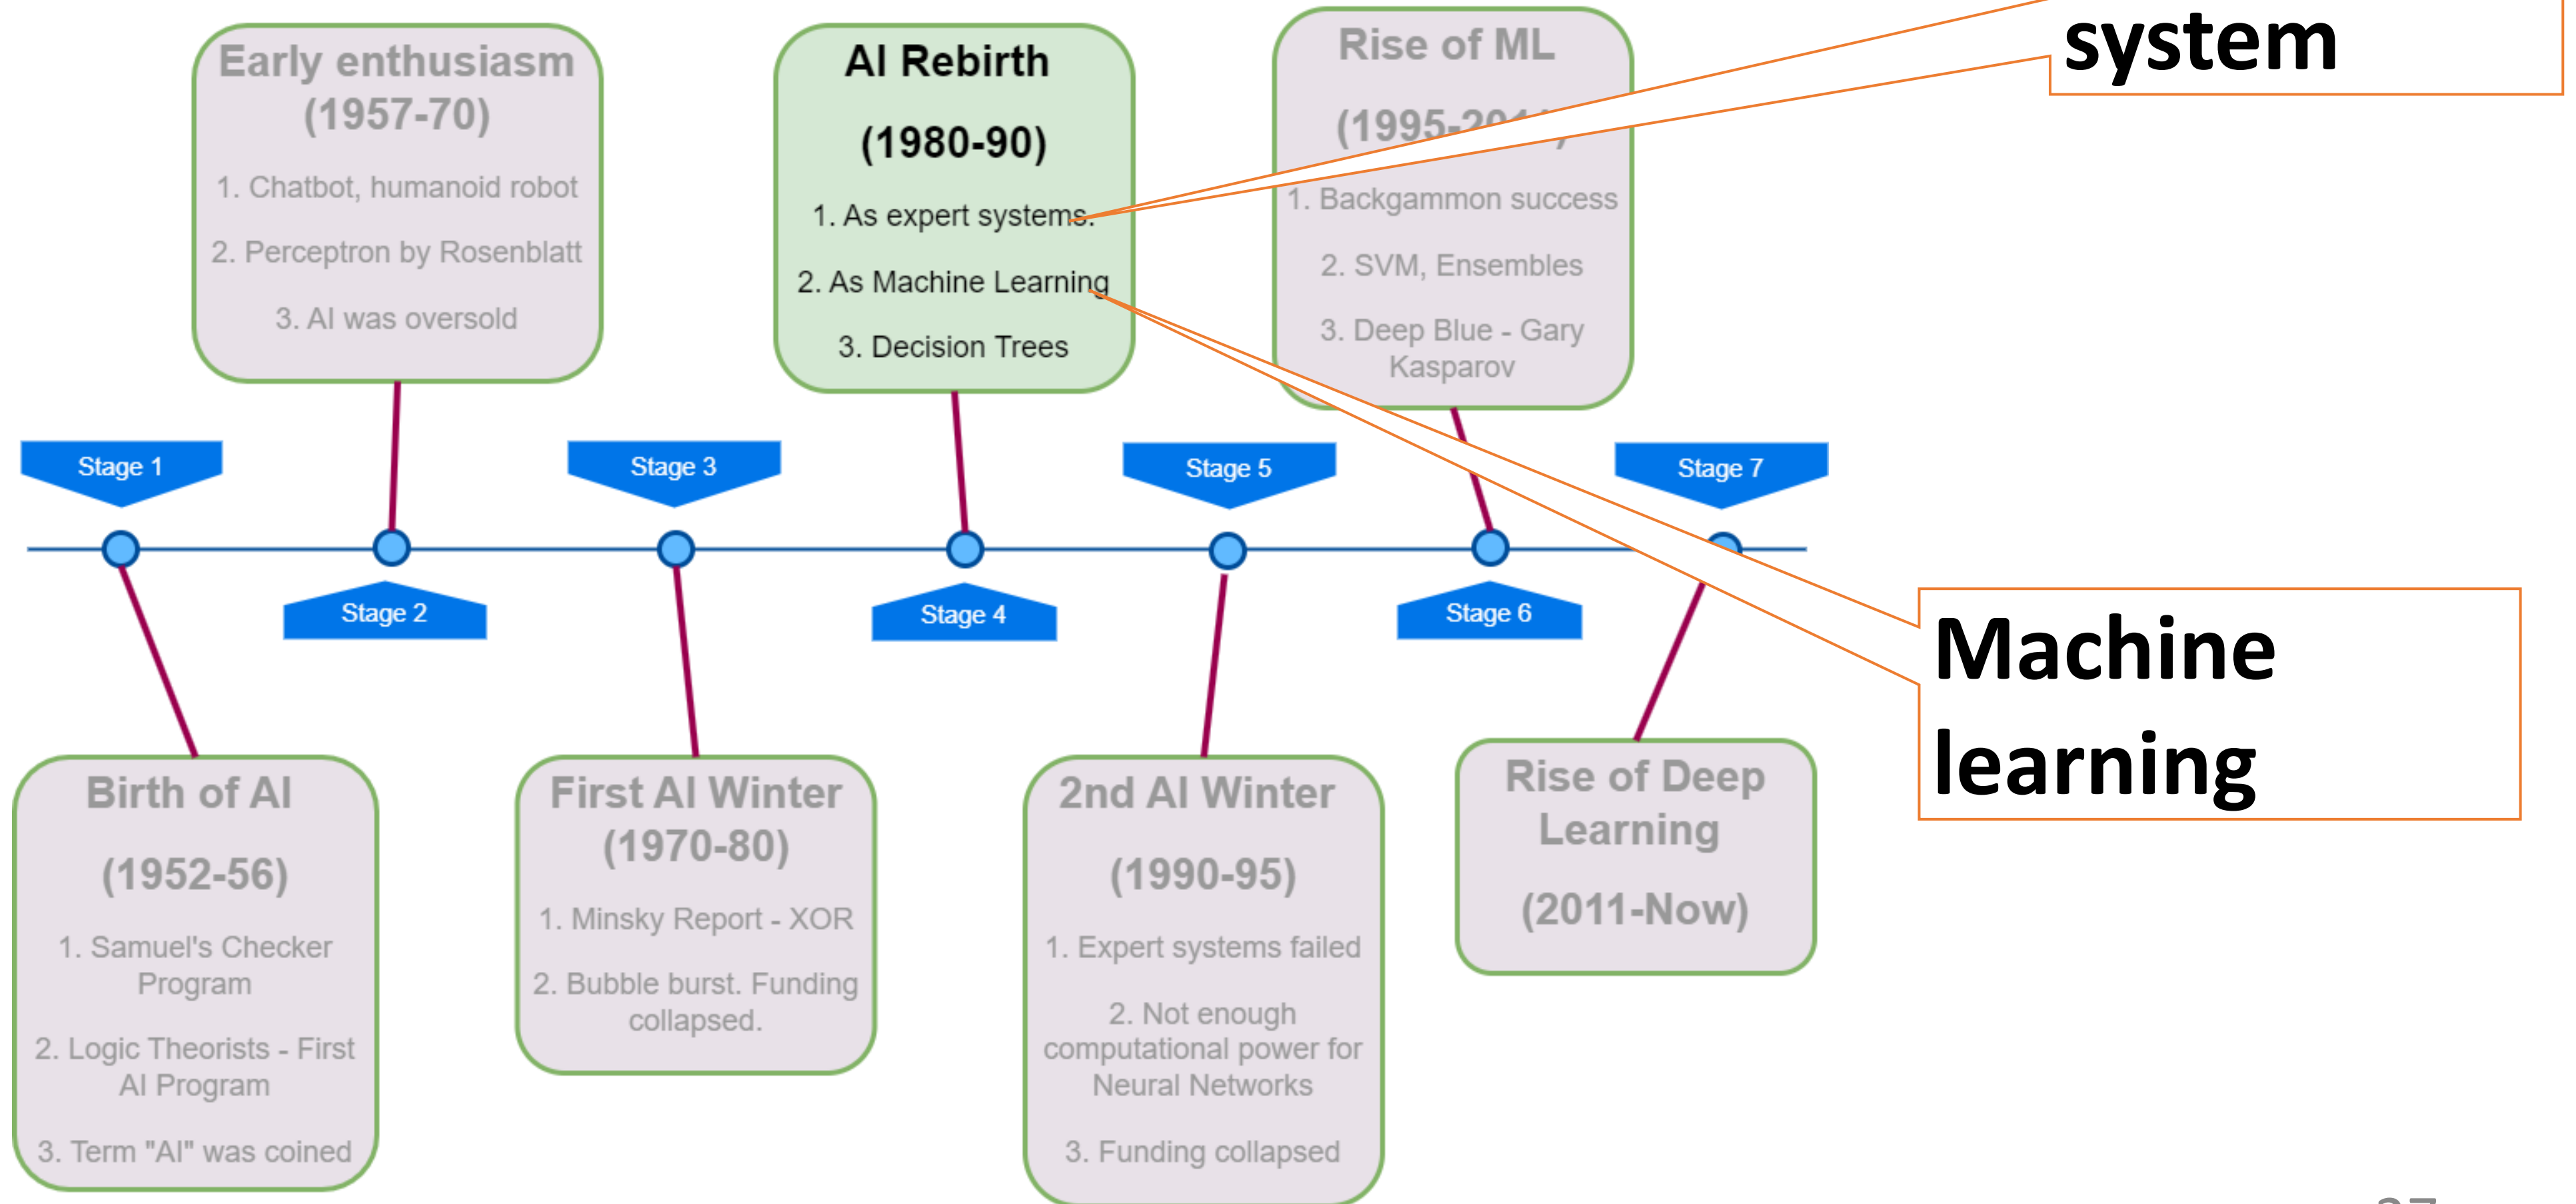 Early enthusiasm
(1957-70)
1. Chatbot, humanoid robot
2. Perceptron by Rosenblatt
3. AI was oversold
AI Rebirth
(1980-90)
1. As expert systems.
2. As Machine Learning
3. Decision Trees
Rise of ML
(1995-201
1. Backgammon success
2. SVM, Ensembles
3. Deep Blue - Gary
Kasparov
system
Stage 1
Stage 3
Stage 5
Stage 7
Stage 2
Stage 4
Stage 6
Machine
learning
Birth of AI
(1952-56)
1. Samuel's Checker
Program
2. Logic Theorists - First
AI Program
3. Term "AI" was coined
First AI Winter
(1970-80)
1. Minsky Report - XOR
2. Bubble burst. Funding
collapsed.
2nd AI Winter
(1990-95)
1. Expert systems failed
2. Not enough
computational power for
Neural Networks
3. Funding collapsed
Rise of Deep
Learning
(2011-Now)